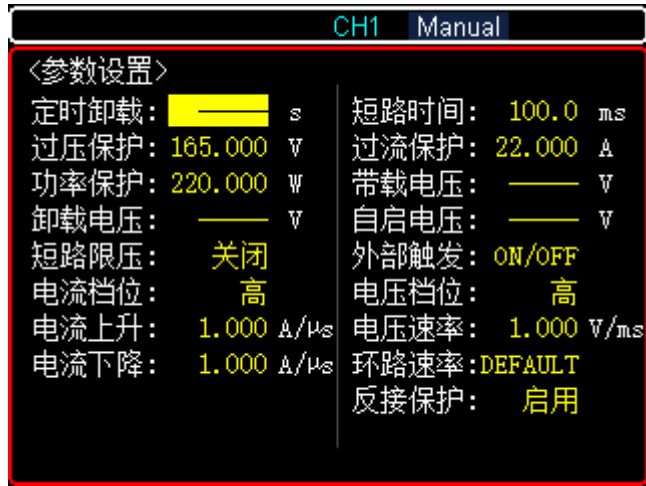 CH1 Manual
<参数设置>
定时卸载: ——— s 短路时间: 100.0 ms
过压保护: 165.000 V 过流保护: 22.000 A
功率保护: 220.000 W 带载电压: ——— V
卸载电压: ——— V 自启电压: ——— V
短路限压: 关闭 外部触发: ON/OFF
电流档位: 高 电压档位: 高
电流上升: 1.000 A/μs 电压速率: 1.000 V/ms
电流下降: 1.000 A/μs 环路速率:DEFAULT
反接保护: 启用